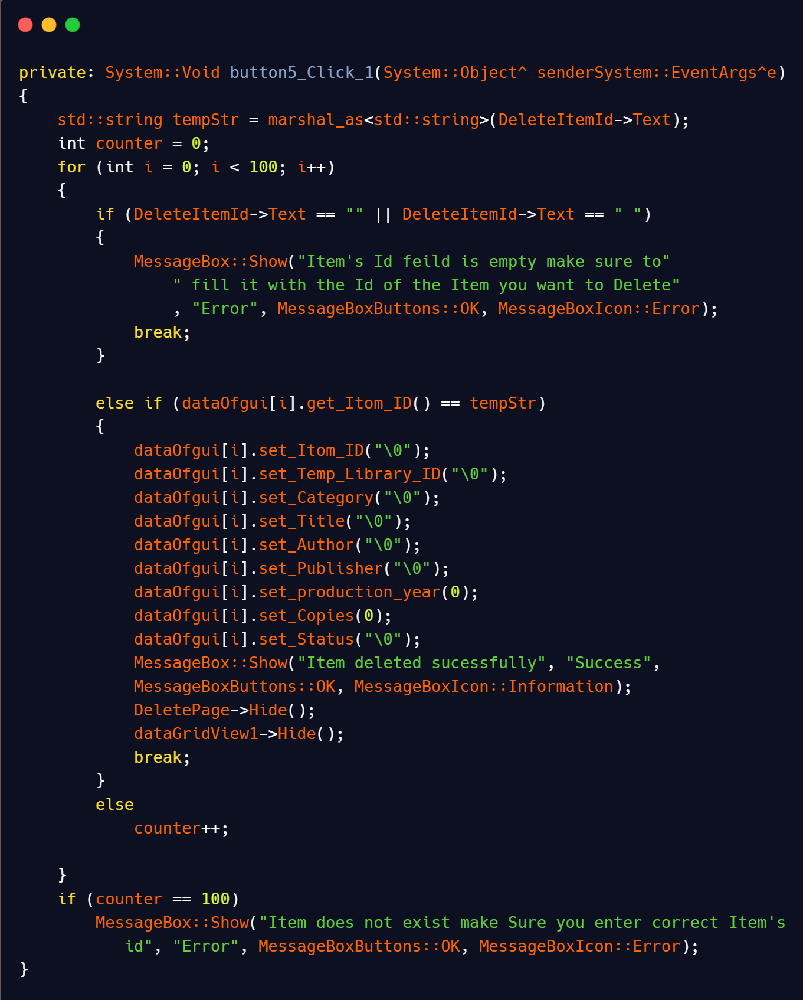 private: System::Void button5_Click_1(System::Object^ senderSystem::EventArgs^e)
{
    std::string tempStr = marshal_as<std::string>(DeleteItemId->Text);
    int counter = 0;
    for (int i = 0; i < 100; i++)
    {
        if (DeleteItemId->Text == "" || DeleteItemId->Text == " ")
        {
            MessageBox::Show("Item's Id feild is empty make sure to"
                " fill it with the Id of the Item you want to Delete"
                , "Error", MessageBoxButtons::OK, MessageBoxIcon::Error);
            break;
        }

        else if (dataOfgui[i].get_Itom_ID() == tempStr)
        {
            dataOfgui[i].set_Itom_ID("\0");
            dataOfgui[i].set_Temp_Library_ID("\0");
            dataOfgui[i].set_Category("\0");
            dataOfgui[i].set_Title("\0");
            dataOfgui[i].set_Author("\0");
            dataOfgui[i].set_Publisher("\0");
            dataOfgui[i].set_production_year(0);
            dataOfgui[i].set_Copies(0);
            dataOfgui[i].set_Status("\0");
            MessageBox::Show("Item deleted sucessfully", "Success",
            MessageBoxButtons::OK, MessageBoxIcon::Information);
            DeletePage->Hide();
            dataGridView1->Hide();
            break;
        }
        else
            counter++;

    }
    if (counter == 100)
        MessageBox::Show("Item does not exist make Sure you enter correct Item's
           id", "Error", MessageBoxButtons::OK, MessageBoxIcon::Error);
}